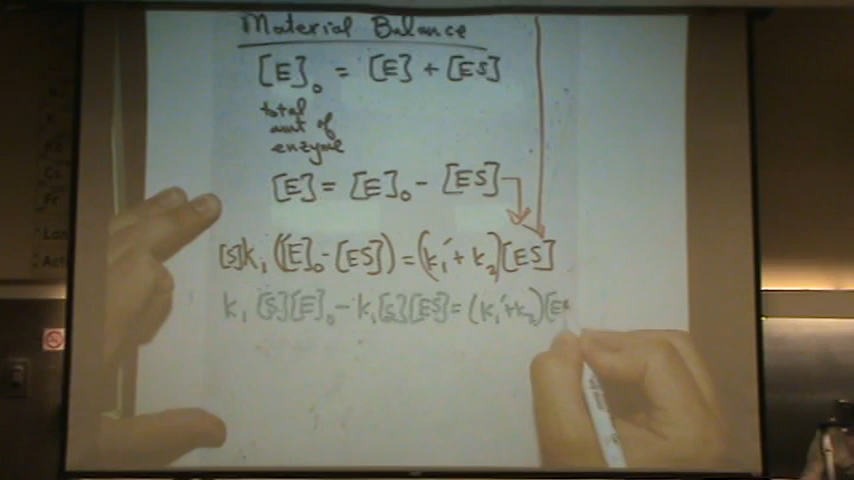 Material Balance
[E]₀ = [E] + [ES]
total
amt of
enzyme
[E] = [E]₀ - [ES]
[S]k₁([E]₀-[ES]) = (k₁'+k₂)[ES]
k₁[S][E]₀-k₁[S][ES]=(k₁'+k₂)[ES